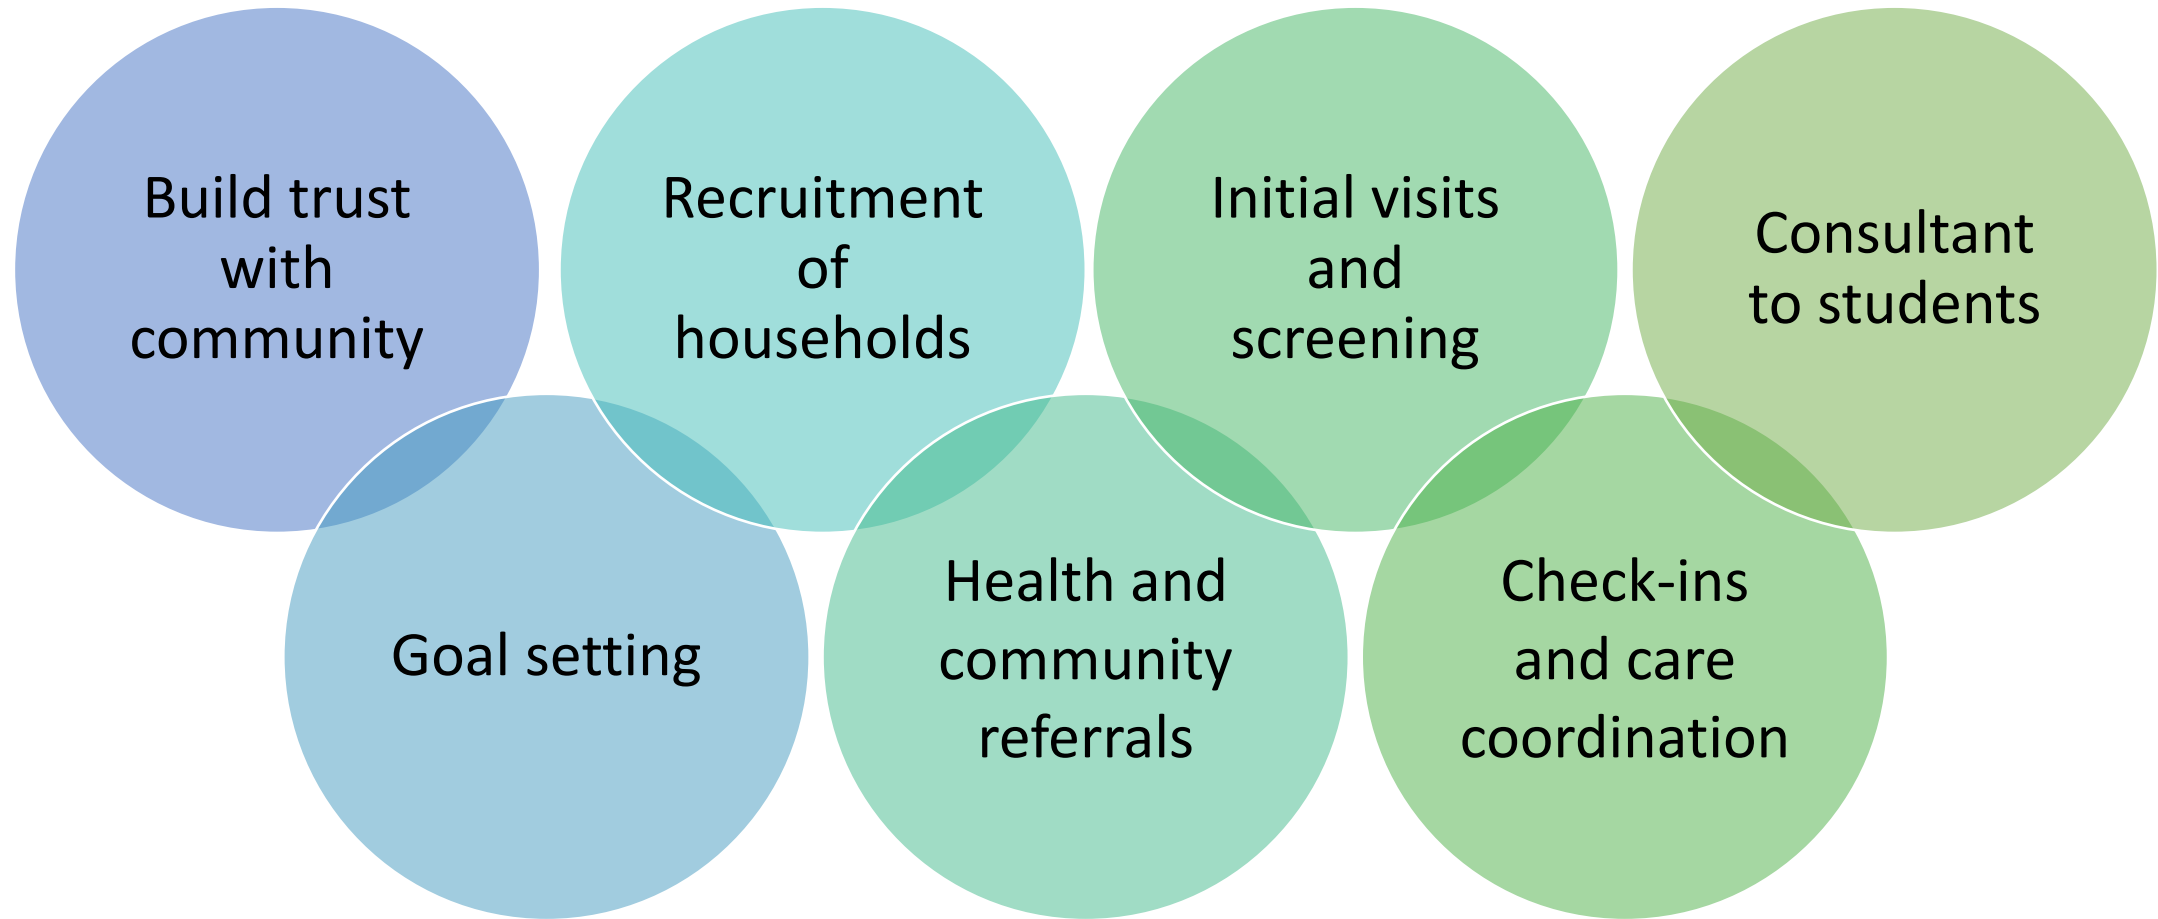 Build trust
with
community
Recruitment
of
households
Initial visits
and
screening
Consultant
to students
Goal setting
Health and
community
referrals
Check-ins
and care
coordination